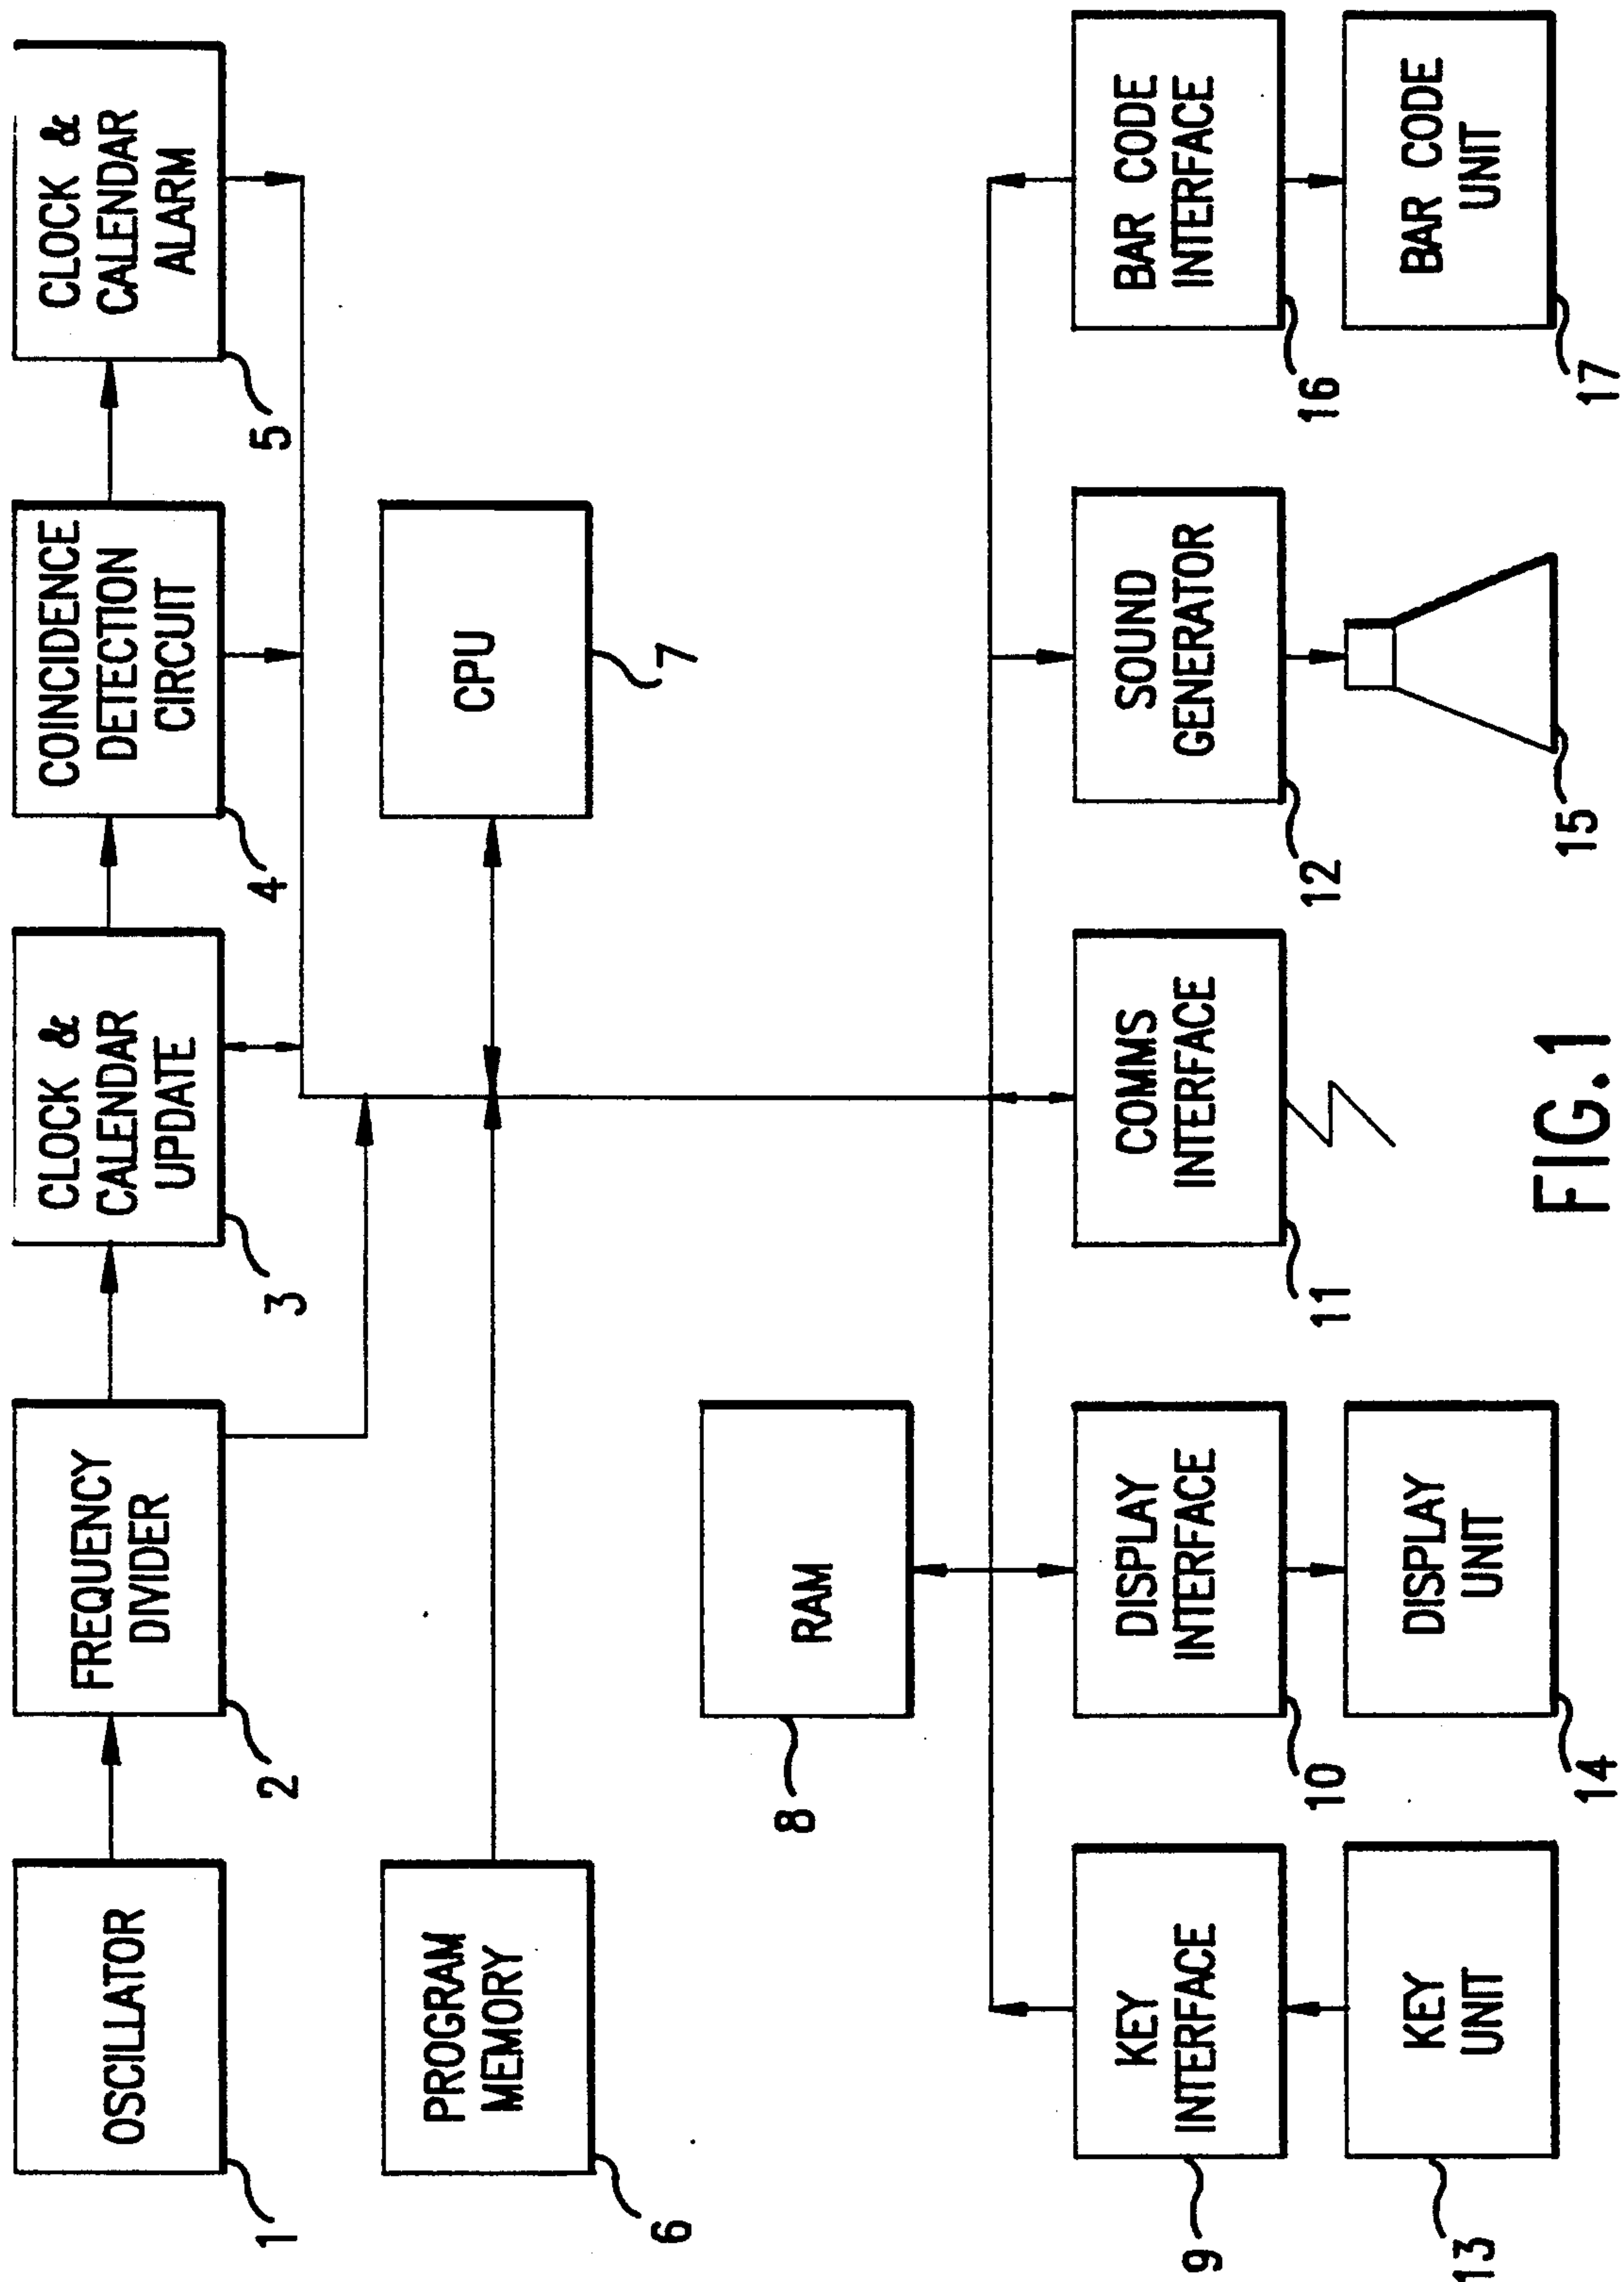 OSCILLATOR
1
FREQUENCY
DIVIDER
2
CLOCK &
CALENDAR
UPDATE
3
COINCIDENCE
DETECTION
CIRCUIT
4
CLOCK &
CALENDAR
ALARM
5
PROGRAM
MEMORY
6
CPU
7
RAM
8
KEY
INTERFACE
9
DISPLAY
INTERFACE
10
COMMS
INTERFACE
11
SOUND
GENERATOR
12
BAR CODE
INTERFACE
16
KEY
UNIT
13
DISPLAY
UNIT
14
15
BAR CODE
UNIT
17
FIG.1